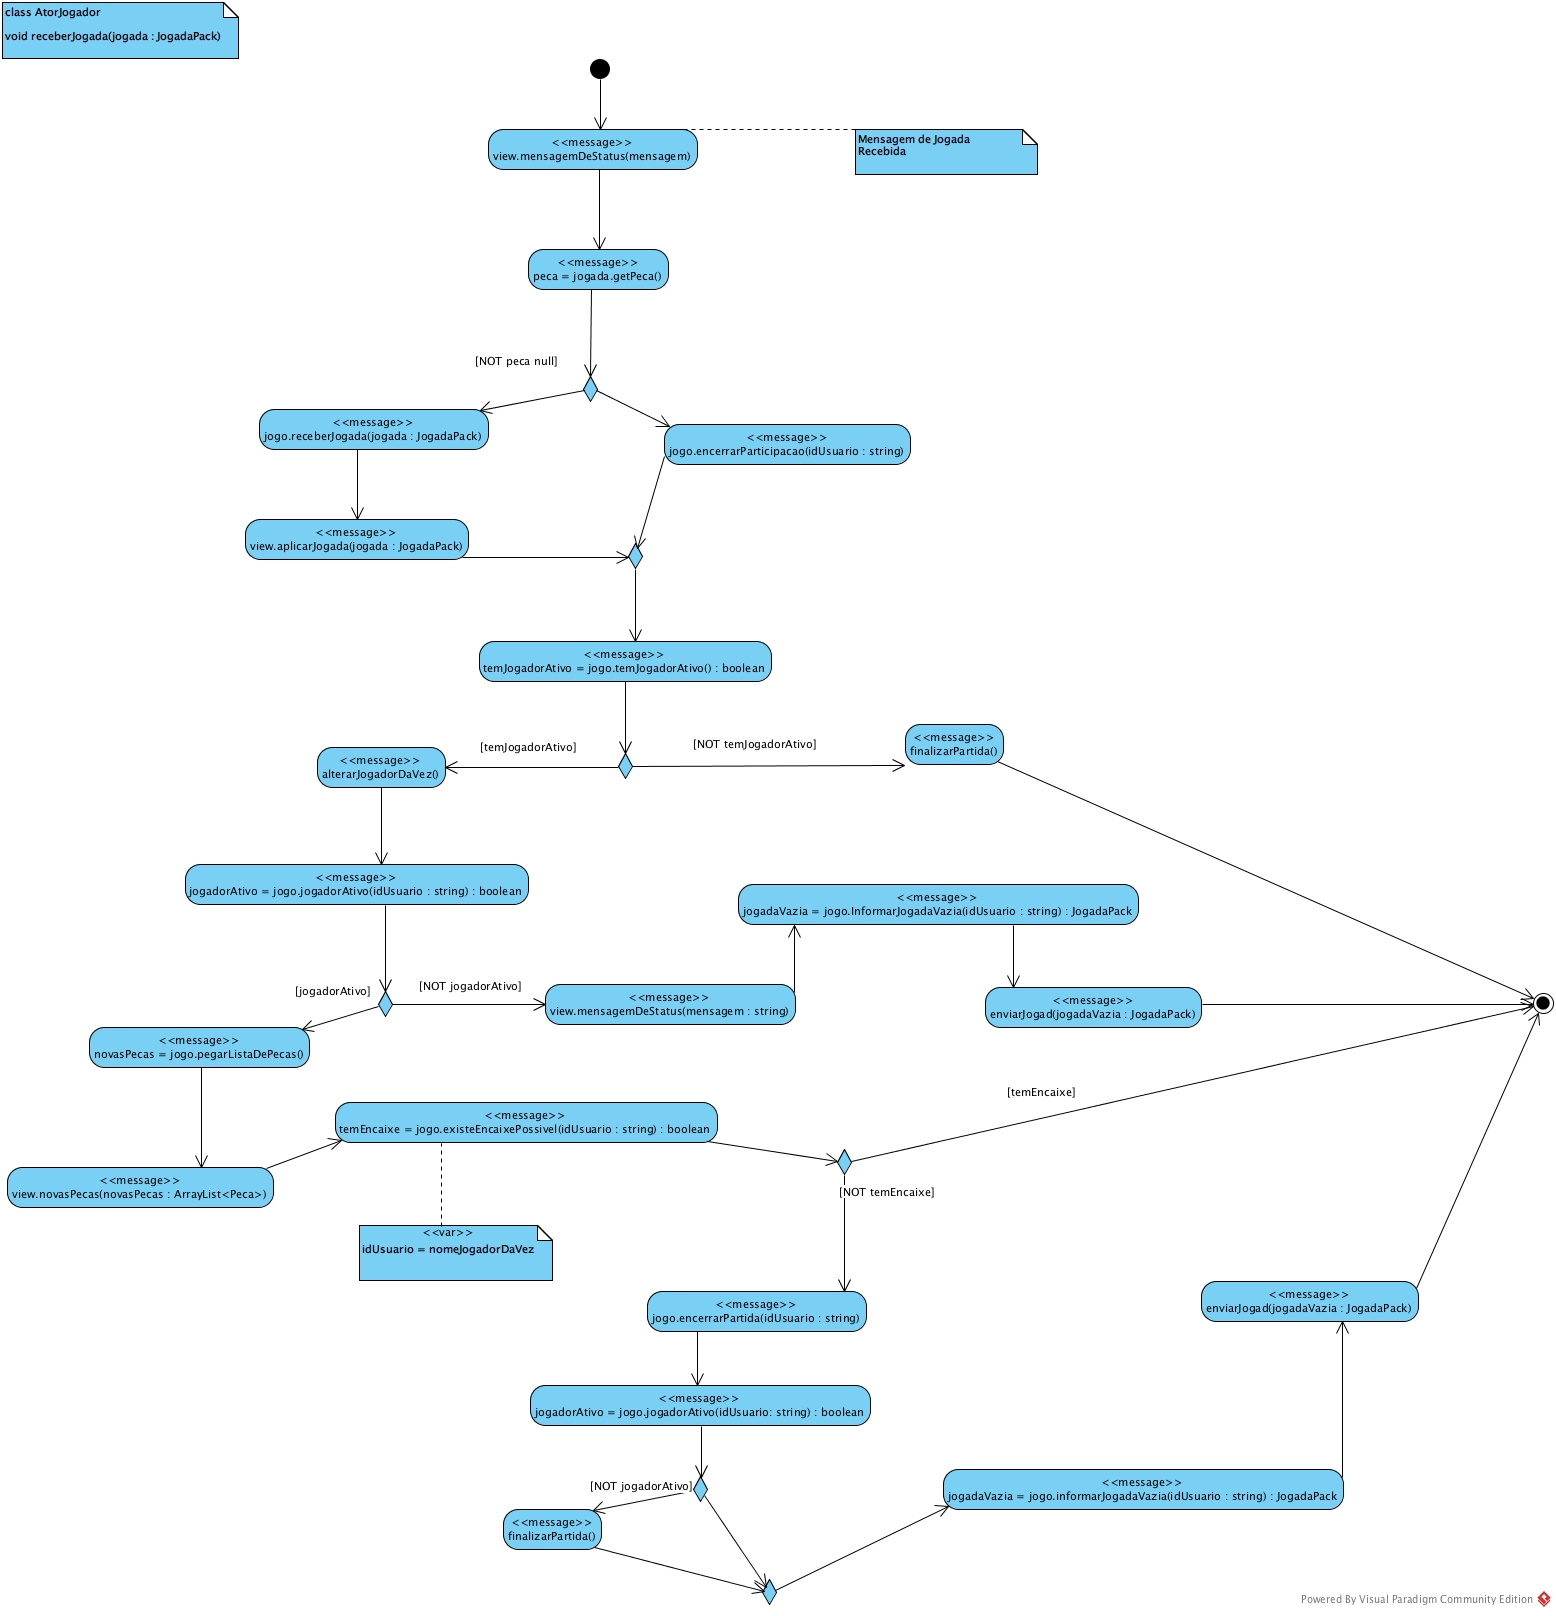 class AtorJogador
void receberJogada(jogada : JogadaPack)
<<message>>
view.mensagemDeStatus(mensagem)
Mensagem de Jogada
Recebida
<<message>>
peca = jogada.getPeca()
[NOT peca null]
<<message>>
jogo.receberJogada(jogada : JogadaPack)
<<message>>
jogo.encerrarParticipacao(idUsuario : string)
<<message>>
view.aplicarJogada(jogada : JogadaPack)
<<message>>
temJogadorAtivo = jogo.temJogadorAtivo() : boolean
[temJogadorAtivo]
[NOT temJogadorAtivo]
<<message>>
finalizarPartida()
<<message>>
alterarJogadorDaVez()
<<message>>
jogadorAtivo = jogo.jogadorAtivo(idUsuario : string) : boolean
<<message>>
jogadaVazia = jogo.InformarJogadaVazia(idUsuario : string) : JogadaPack
[jogadorAtivo]
[NOT jogadorAtivo]
<<message>>
view.mensagemDeStatus(mensagem : string)
<<message>>
enviarJogad(jogadaVazia : JogadaPack)
<<message>>
novasPecas = jogo.pegarListaDePecas()
[temEncaixe]
<<message>>
temEncaixe = jogo.existeEncaixePossivel(idUsuario : string) : boolean
<<message>>
view.novasPecas(novasPecas : ArrayList<Peca>)
[NOT temEncaixe]
<<var>>
idUsuario = nomeJogadorDaVez
<<message>>
jogo.encerrarPartida(idUsuario : string)
<<message>>
enviarJogad(jogadaVazia : JogadaPack)
<<message>>
jogadorAtivo = jogo.jogadorAtivo(idUsuario: string) : boolean
[NOT jogadorAtivo]
<<message>>
jogadaVazia = jogo.informarJogadaVazia(idUsuario : string) : JogadaPack
<<message>>
finalizarPartida()
Powered By Visual Paradigm Community Edition